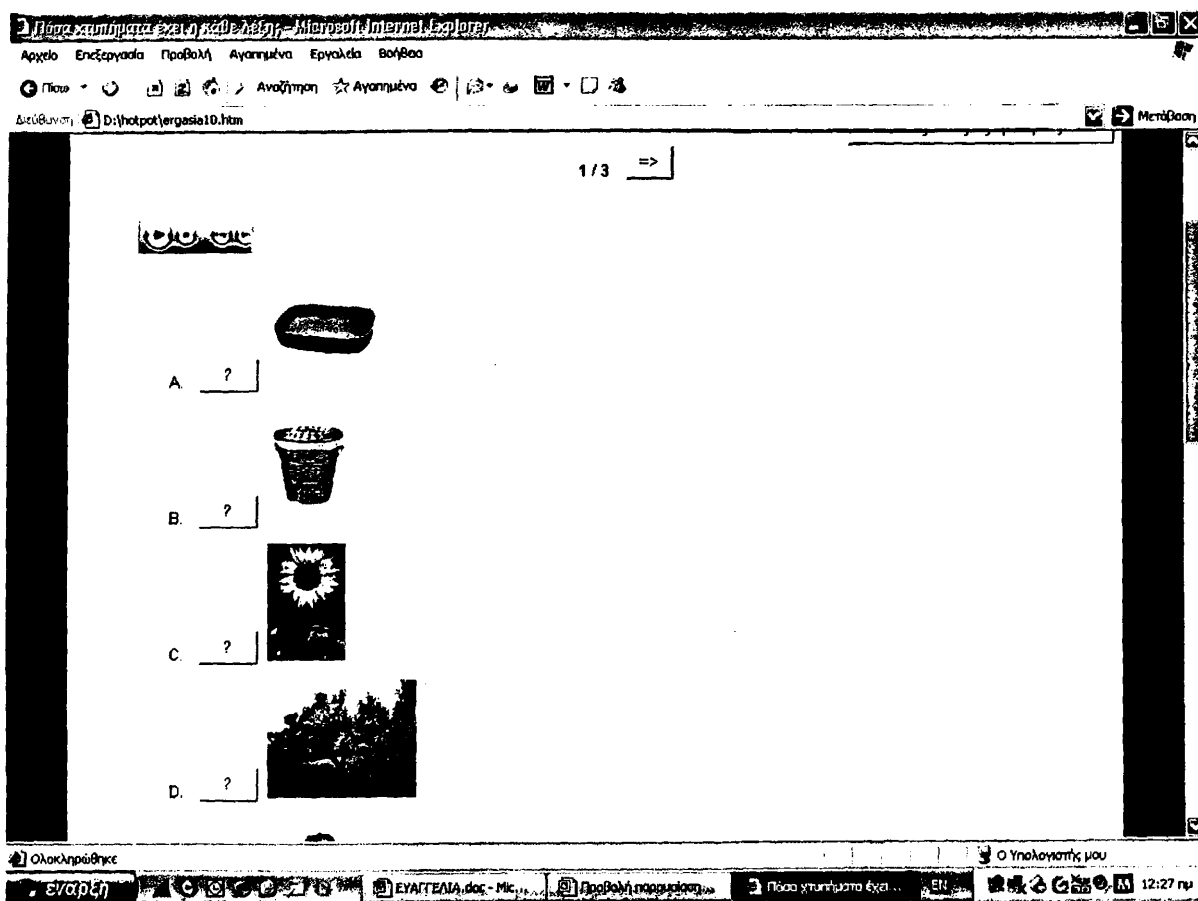 Πόσα χτυπήματα έχει η κάθε λέξη; - Microsoft Internet Explorer
Αρχείο Επεξεργασία Προβολή Αγαπημένα Εργαλεία Βοήθεια
Πίσω Αναζήτηση Αγαπημένα
Διεύθυνση D:\hotpot\ergasia10.htm Μετάβαση
1 / 3 =>
A. ?
B. ?
C. ?
D. ?
Ολοκληρώθηκε Ο Υπολογιστής μου
έναρξη ΕΥΑΓΓΕΛΙΑ.doc - Mic... Πόσα χτυπήματα έχει... EN 12:27 πμ